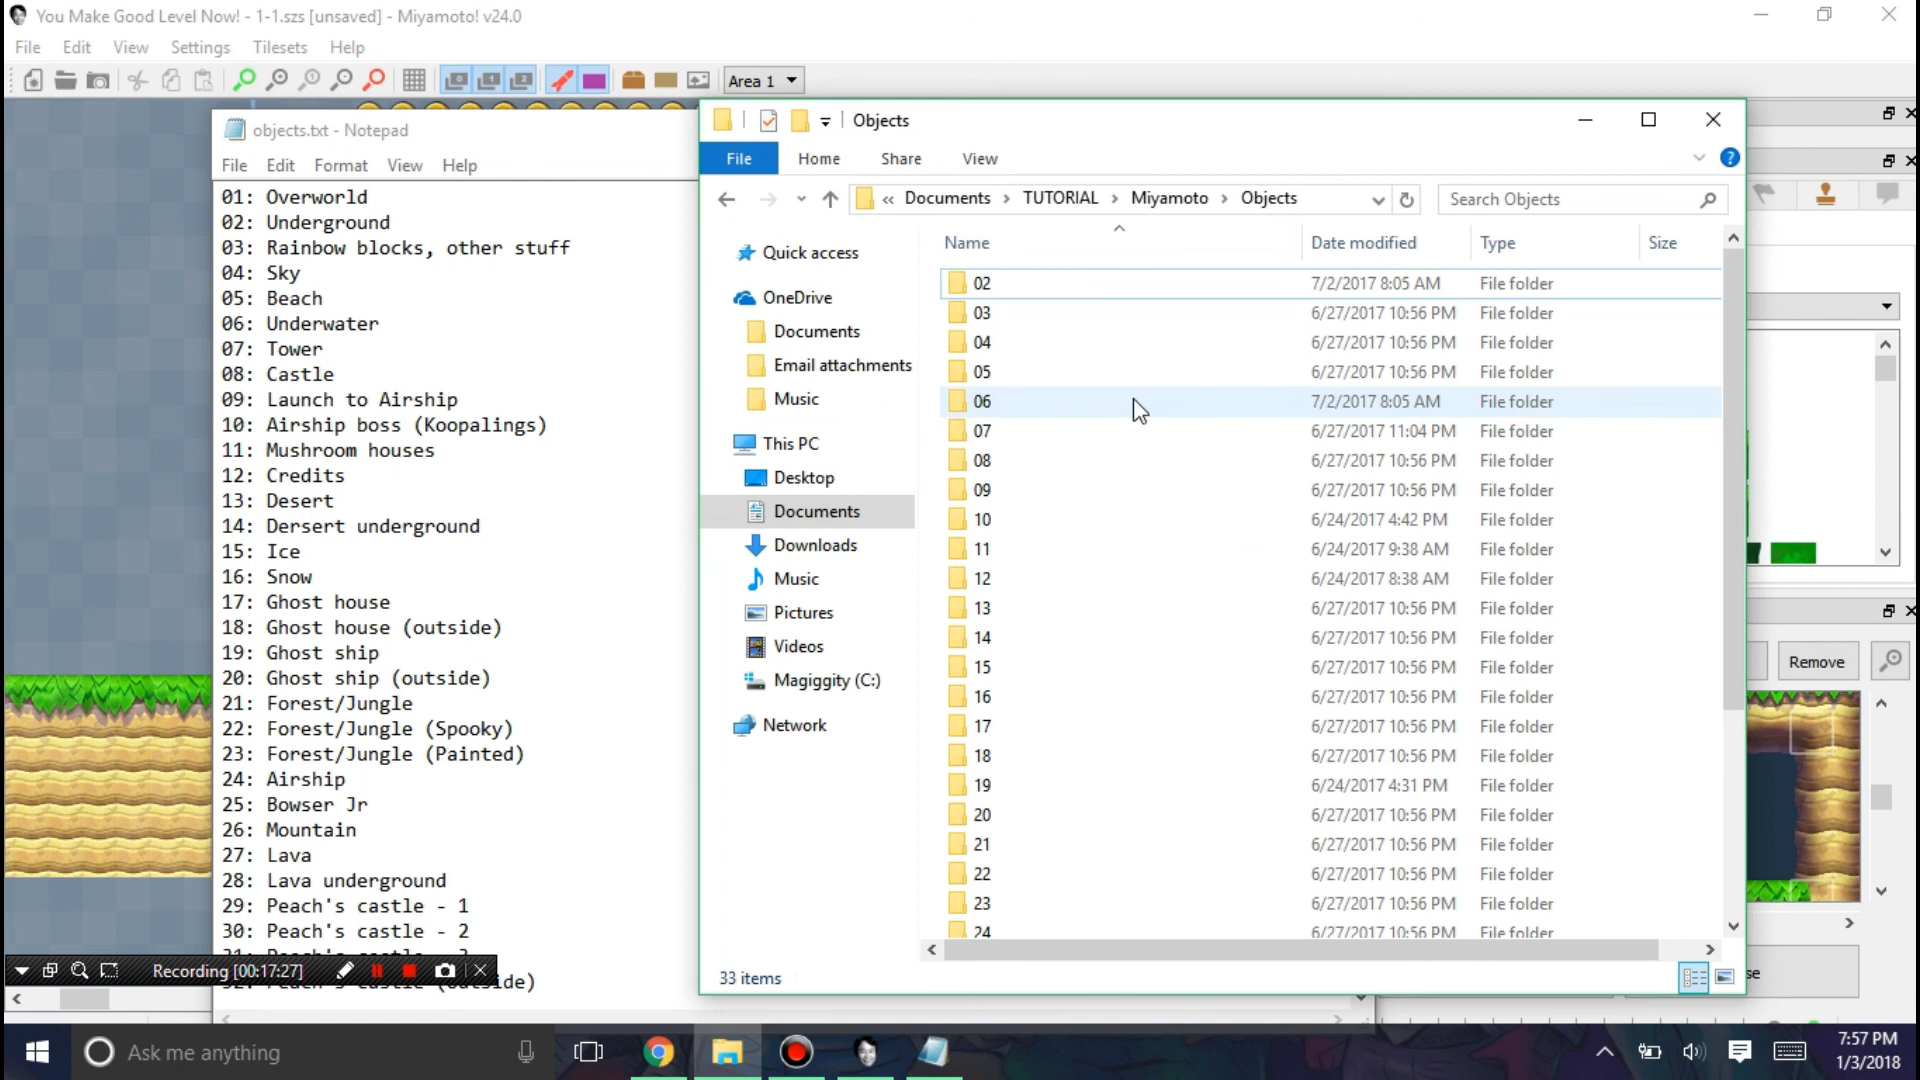 You Make Good Level Now! - 1-1.szs [unsaved] - Miyamoto! v24.0
File Edit View Settings Tilesets Help
Area 1
objects.txt - Notepad
File Edit Format View Help
01: Overworld
02: Underground
03: Rainbow blocks, other stuff
04: Sky
05: Beach
06: Underwater
07: Tower
08: Castle
09: Launch to Airship
10: Airship boss (Koopalings)
11: Mushroom houses
12: Credits
13: Desert
14: Dersert underground
15: Ice
16: Snow
17: Ghost house
18: Ghost house (outside)
19: Ghost ship
20: Ghost ship (outside)
21: Forest/Jungle
22: Forest/Jungle (Spooky)
23: Forest/Jungle (Painted)
24: Airship
25: Bowser Jr
26: Mountain
27: Lava
28: Lava underground
29: Peach's castle - 1
30: Peach's castle - 2
Recording [00:17:27]
Objects
File Home Share View
« Documents > TUTORIAL > Miyamoto > Objects
Search Objects
Quick access
OneDrive
Documents
Email attachments
Music
This PC
Desktop
Documents
Downloads
Music
Pictures
Videos
Magiggity (C:)
Network
Name Date modified Type Size
02 7/2/2017 8:05 AM File folder
03 6/27/2017 10:56 PM File folder
04 6/27/2017 10:56 PM File folder
05 6/27/2017 10:56 PM File folder
06 7/2/2017 8:05 AM File folder
07 6/27/2017 11:04 PM File folder
08 6/27/2017 10:56 PM File folder
09 6/27/2017 10:56 PM File folder
10 6/24/2017 4:42 PM File folder
11 6/24/2017 9:38 AM File folder
12 6/24/2017 8:38 AM File folder
13 6/27/2017 10:56 PM File folder
14 6/27/2017 10:56 PM File folder
15 6/27/2017 10:56 PM File folder
16 6/27/2017 10:56 PM File folder
17 6/27/2017 10:56 PM File folder
18 6/27/2017 10:56 PM File folder
19 6/24/2017 4:31 PM File folder
20 6/27/2017 10:56 PM File folder
21 6/27/2017 10:56 PM File folder
22 6/27/2017 10:56 PM File folder
23 6/27/2017 10:56 PM File folder
24 6/27/2017 10:56 PM File folder
33 items
Remove
Ask me anything
7:57 PM
1/3/2018